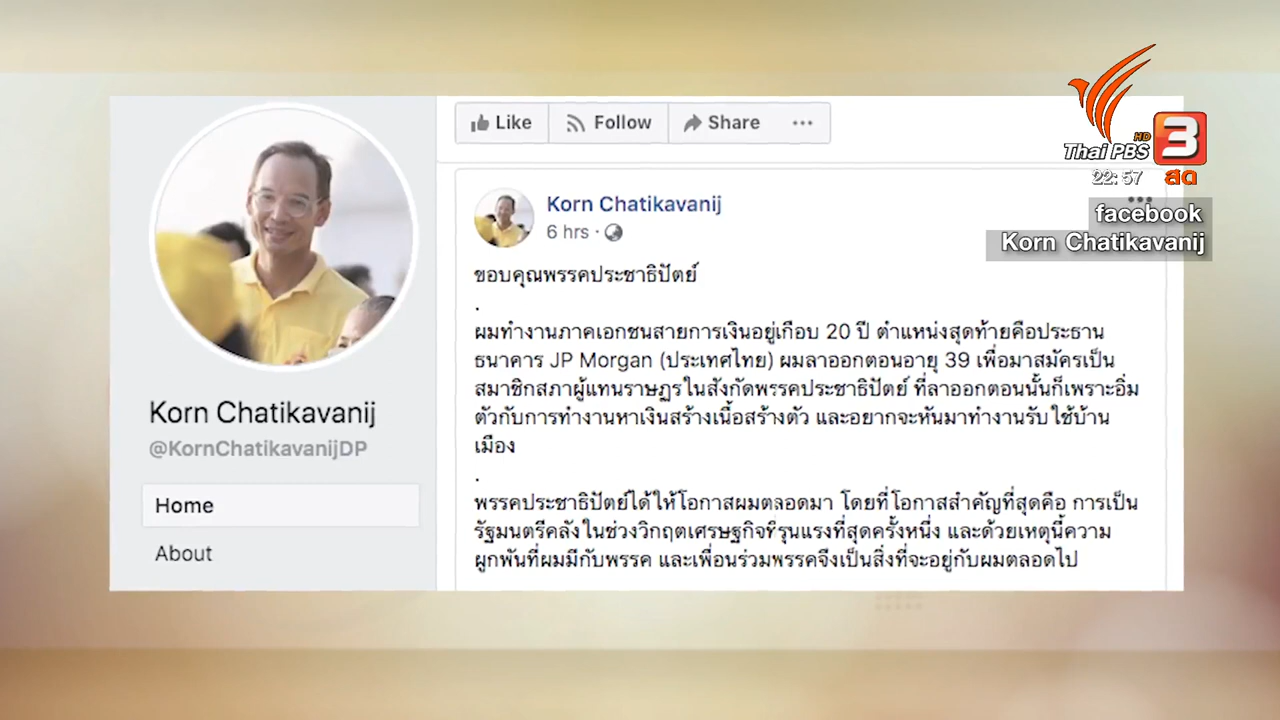 Like Follow Share
HD
Thai PBS 3
22:57 สด
facebook
Korn Chatikavanij
Korn Chatikavanij
@KornChatikavanijDP
Home
About
Korn Chatikavanij
6 hrs ·
ขอบคุณพรรคประชาธิปัตย์
.
ผมทำงานภาคเอกชนสายการเงินอยู่เกือบ 20 ปี ตำแหน่งสุดท้ายคือประธาน
ธนาคาร JP Morgan (ประเทศไทย) ผมลาออกตอนอายุ 39 เพื่อมาสมัครเป็น
สมาชิกสภาผู้แทนราษฎรในสังกัดพรรคประชาธิปัตย์ ที่ลาออกตอนนั้นก็เพราะอิ่ม
ตัวกับการทำงานหาเงินสร้างเนื้อสร้างตัว และอยากจะหันมาทำงานรับใช้บ้าน
เมือง
.
พรรคประชาธิปัตย์ได้ให้โอกาสผมตลอดมา โดยที่โอกาสสำคัญที่สุดคือ การเป็น
รัฐมนตรีคลังในช่วงวิกฤตเศรษฐกิจที่รุนแรงที่สุดครั้งหนึ่ง และด้วยเหตุนี้ความ
ผูกพันที่ผมมีกับพรรค และเพื่อนร่วมพรรคจึงเป็นสิ่งที่จะอยู่กับผมตลอดไป